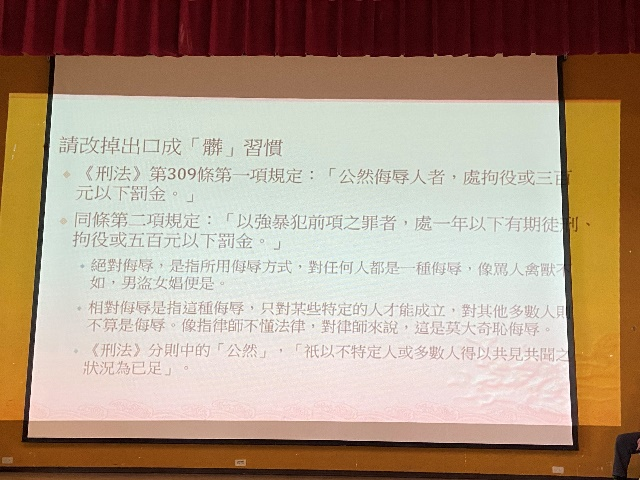 請改掉出口成「髒」習慣
《刑法》第309條第一項規定：「公然侮辱人者，處拘役或三百
元以下罰金。」
同條第二項規定：「以強暴犯前項之罪者，處一年以下有期徒刑、
拘役或五百元以下罰金。」
絕對侮辱，是指所用侮辱方式，對任何人都是一種侮辱，像罵人禽獸不
如，男盜女娼便是。
相對侮辱是指這種侮辱，只對某些特定的人才能成立，對其他多數人則
不算是侮辱。像指律師不懂法律，對律師來說，這是莫大奇恥侮辱。
《刑法》分則中的「公然」，「祇以不特定人或多數人得以共見共聞之
狀況為已足」。